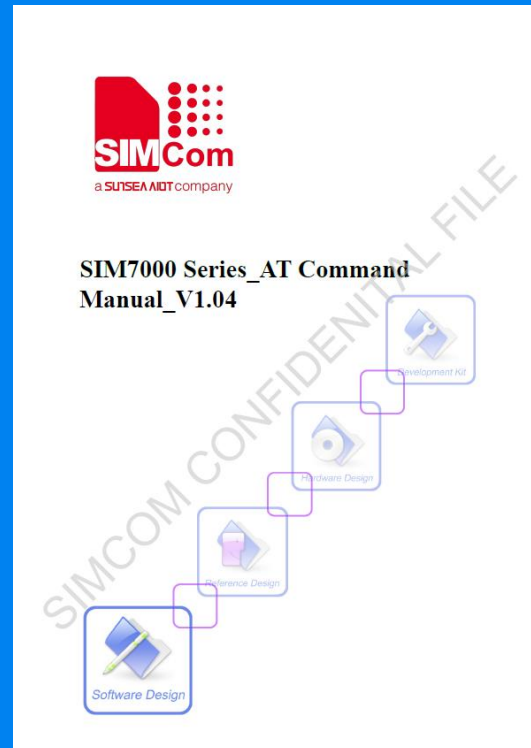 SIMCom
a SUNSEA AIOT company
SIM7000 Series_AT Command
Manual_V1.04
SIMCOM CONFIDENITAL FILE
Development Kit
Hardware Design
Reference Design
Software Design